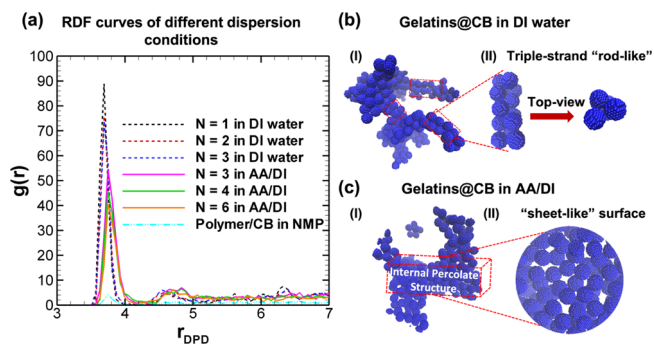 (a) RDF curves of different dispersion
conditions
g(r)
100
90
80
70
60
50
40
30
20
10
0
3 4 5 6 7
r_DPD
N = 1 in DI water
N = 2 in DI water
N = 3 in DI water
N = 3 in AA/DI
N = 4 in AA/DI
N = 6 in AA/DI
Polymer/CB in NMP
(b) Gelatins@CB in DI water
(I) (II) Triple-strand “rod-like”
Top-view
(c) Gelatins@CB in AA/DI
(I) (II) “sheet-like” surface
Internal Percolate
Structure